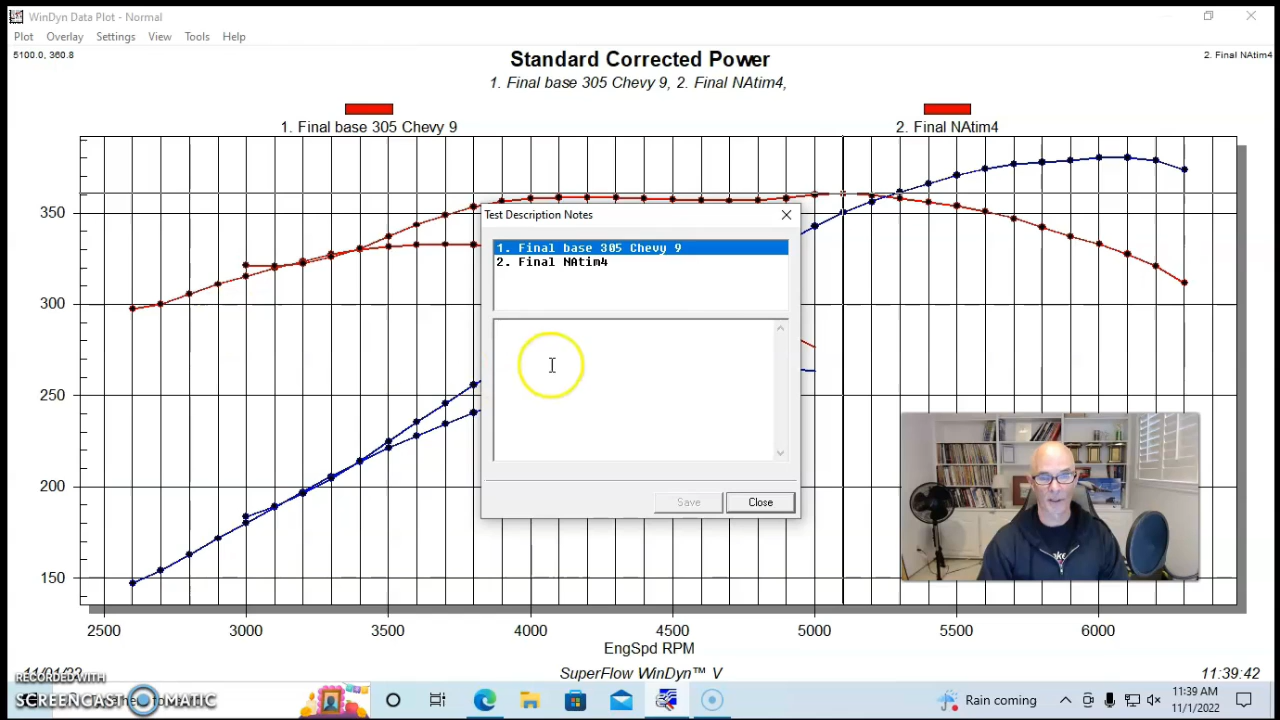 WinDyn Data Plot - Normal
Plot Overlay Settings View Tools Help
5100.0, 360.8
2. Final NAtim4
Standard Corrected Power
1. Final base 305 Chevy 9, 2. Final NAtim4,
1. Final base 305 Chevy 9
2. Final NAtim4
Test Description Notes
1. Final base 305 Chevy 9
2. Final NAtim4
Save Close
350
300
250
200
150
2500 3000 3500 4000 4500 5000 5500 6000
EngSpd RPM
SuperFlow WinDyn™ V
11:39:42
RECORDED WITH
SCREENCAST MATIC
Rain coming
11:39 AM
11/1/2022